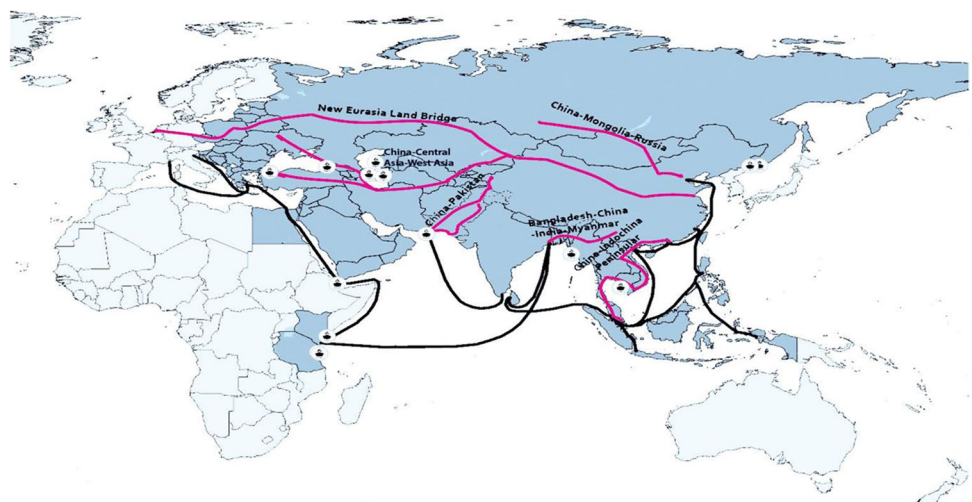 New Eurasia Land Bridge
China-Mongolia-Russia
China-Central
Asia-West Asia
China-Pakistan
Bangladesh-China
-India-Myanmar
China-Indochina
Peninsular